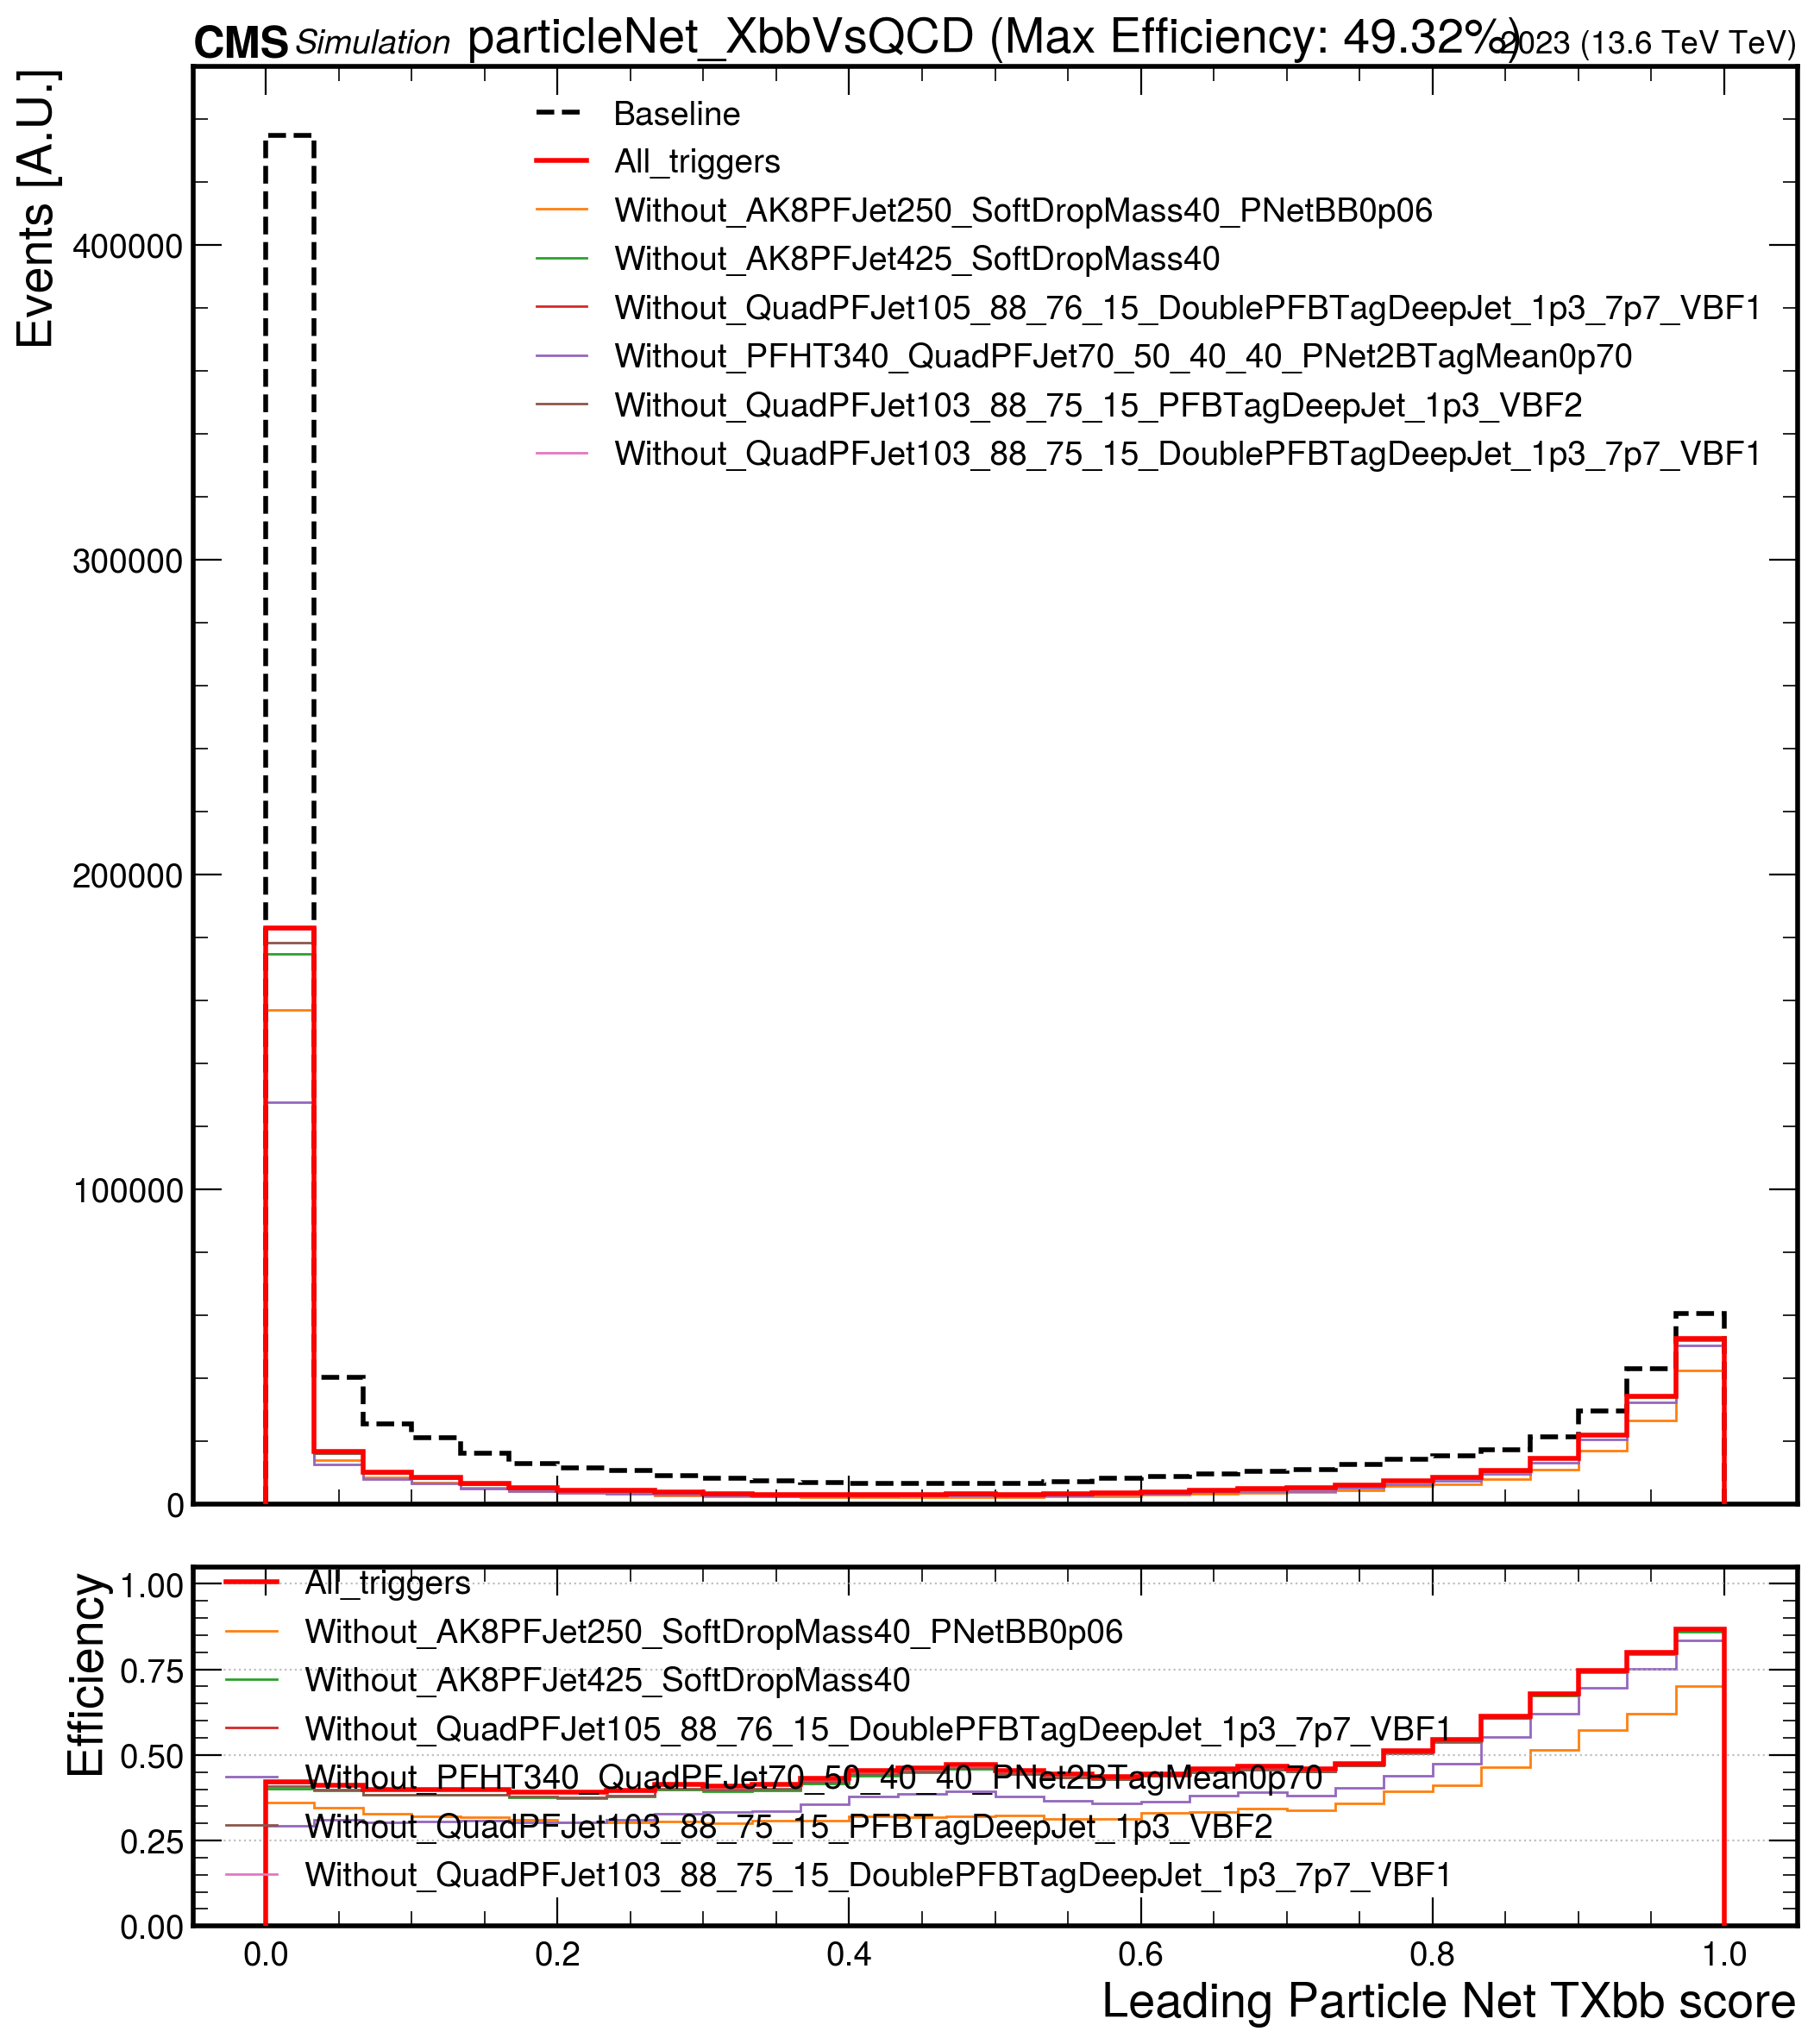 CMS Simulation particleNet_XbbVsQCD (Max Efficiency: 49.32%) 2023 (13.6 TeV TeV)
Events [A.U.]
Baseline
All_triggers
Without_AK8PFJet250_SoftDropMass40_PNetBB0p06
Without_AK8PFJet425_SoftDropMass40
Without_QuadPFJet105_88_76_15_DoublePFBTagDeepJet_1p3_7p7_VBF1
Without_PFHT340_QuadPFJet70_50_40_40_PNet2BTagMean0p70
Without_QuadPFJet103_88_75_15_PFBTagDeepJet_1p3_VBF2
Without_QuadPFJet103_88_75_15_DoublePFBTagDeepJet_1p3_7p7_VBF1
400000
300000
200000
100000
0
Efficiency
1.00
0.75
0.50
0.25
0.00
All_triggers
Without_AK8PFJet250_SoftDropMass40_PNetBB0p06
Without_AK8PFJet425_SoftDropMass40
Without_QuadPFJet105_88_76_15_DoublePFBTagDeepJet_1p3_7p7_VBF1
Without_PFHT340_QuadPFJet70_50_40_40_PNet2BTagMean0p70
Without_QuadPFJet103_88_75_15_PFBTagDeepJet_1p3_VBF2
Without_QuadPFJet103_88_75_15_DoublePFBTagDeepJet_1p3_7p7_VBF1
0.0 0.2 0.4 0.6 0.8 1.0
Leading Particle Net TXbb score